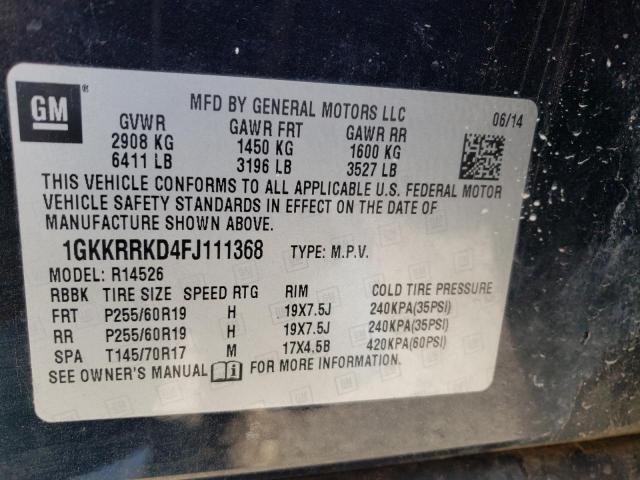 GM ® MFD BY GENERAL MOTORS LLC 06/14
GVWR GAWR FRT GAWR RR
2908 KG 1450 KG 1600 KG
6411 LB 3196 LB 3527 LB
THIS VEHICLE CONFORMS TO ALL APPLICABLE U.S. FEDERAL MOTOR
VEHICLE SAFETY STANDARDS IN EFFECT ON THE DATE OF
MANUFACTURE SHOWN ABOVE.
1GKKRRKD4FJ111368 TYPE: M.P.V.
MODEL: R14526
RBBK TIRE SIZE SPEED RTG RIM COLD TIRE PRESSURE
FRT P255/60R19 H 19X7.5J 240KPA(35PSI)
RR P255/60R19 H 19X7.5J 240KPA(35PSI)
SPA T145/70R17 M 17X4.5B 420KPA(60PSI)
SEE OWNER'S MANUAL i FOR MORE INFORMATION.